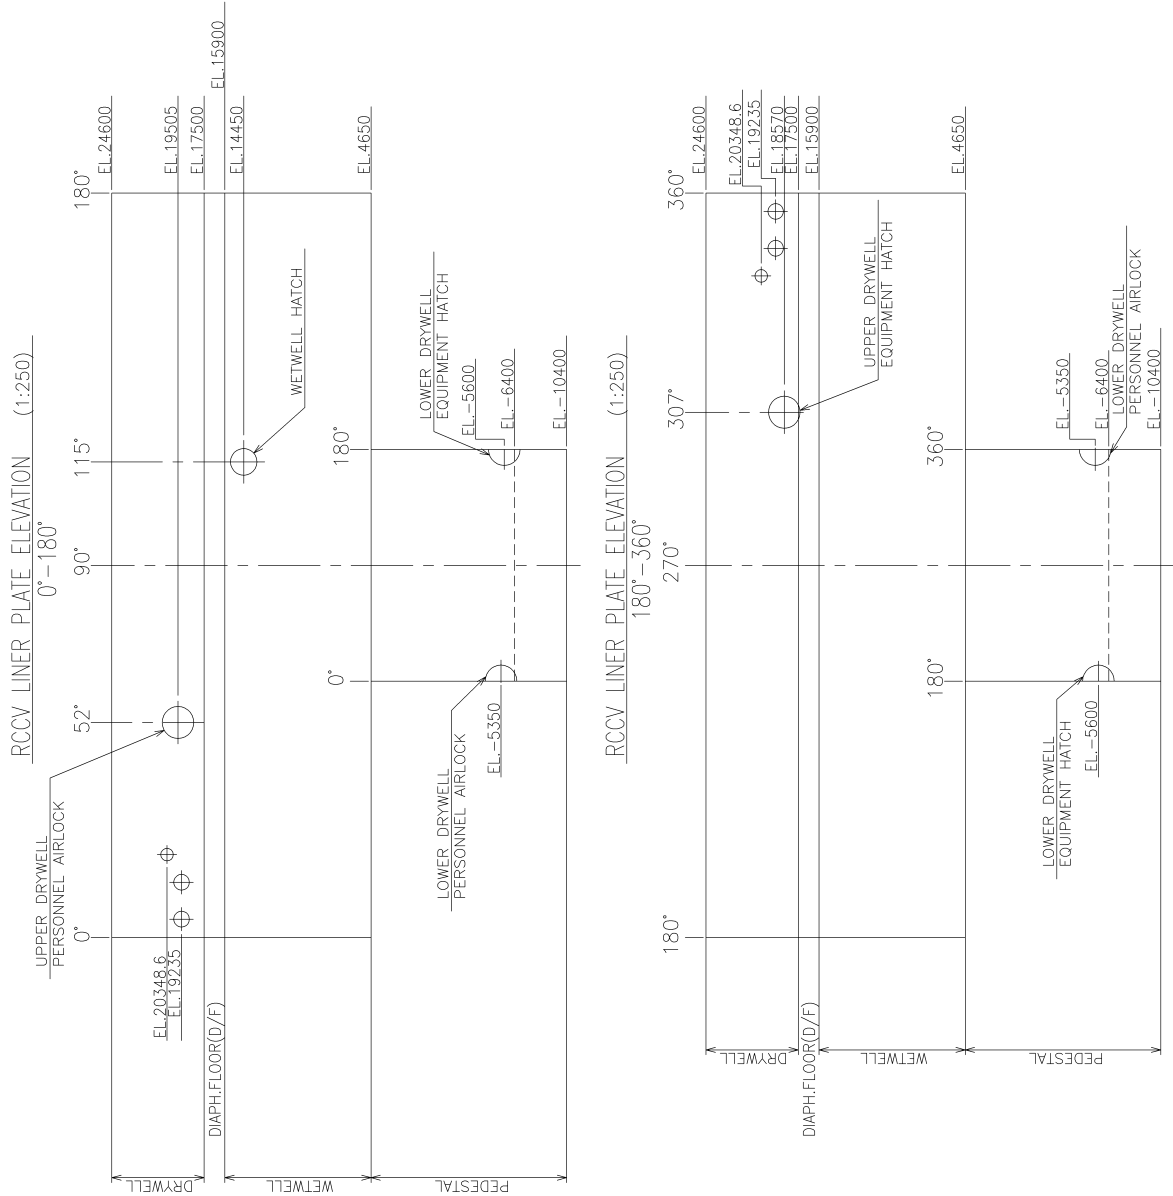 RCCV LINER PLATE ELEVATION (1:250)
0°-180°
0°
52°
90°
115°
180°
UPPER DRYWELL
PERSONNEL AIRLOCK
EL.20348.6
EL.19235
DIAPH.FLOOR(D/F)
DRYWELL
WETWELL
PEDESTAL
EL.24600
EL.19505
EL.17500
EL.15900
EL.14450
EL.4650
WETWELL HATCH
0°
180°
LOWER DRYWELL
PERSONNEL AIRLOCK
EL.-5350
LOWER DRYWELL
EQUIPMENT HATCH
EL.-5600
EL.-6400
EL.-10400
RCCV LINER PLATE ELEVATION (1:250)
180°-360°
180°
270°
307°
360°
EL.24600
EL.20348.6
EL.19235
EL.18570
EL.17500
EL.15900
EL.4650
UPPER DRYWELL
EQUIPMENT HATCH
DIAPH.FLOOR(D/F)
DRYWELL
WETWELL
PEDESTAL
180°
360°
LOWER DRYWELL
EQUIPMENT HATCH
EL.-5600
EL.-5350
EL.-6400
LOWER DRYWELL
PERSONNEL AIRLOCK
EL.-10400